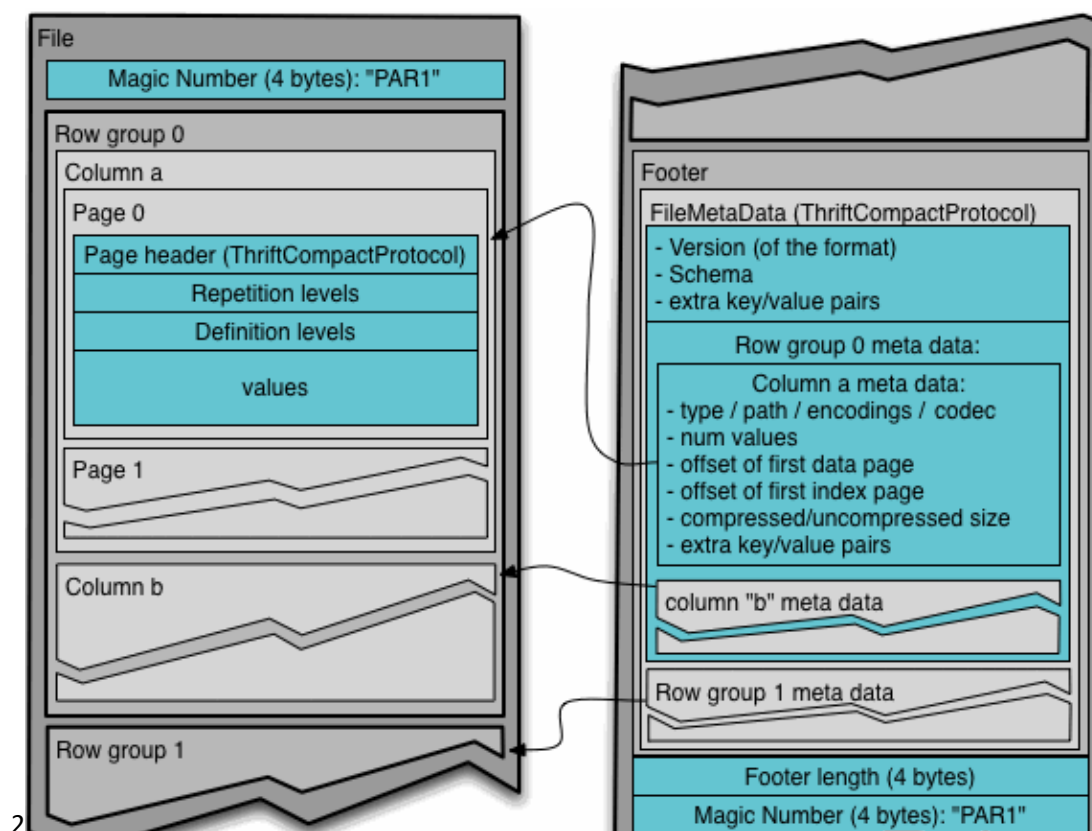 File
Magic Number (4 bytes): "PAR1"
Row group 0
Column a
Page 0
Page header (ThriftCompactProtocol)
Repetition levels
Definition levels
values
Page 1
Column b
Row group 1
2
Footer
FileMetaData (ThriftCompactProtocol)
- Version (of the format)
- Schema
- extra key/value pairs
Row group 0 meta data:
Column a meta data:
- type / path / encodings / codec
- num values
- offset of first data page
- offset of first index page
- compressed/uncompressed size
- extra key/value pairs
column "b" meta data
Row group 1 meta data
Footer length (4 bytes)
Magic Number (4 bytes): "PAR1"